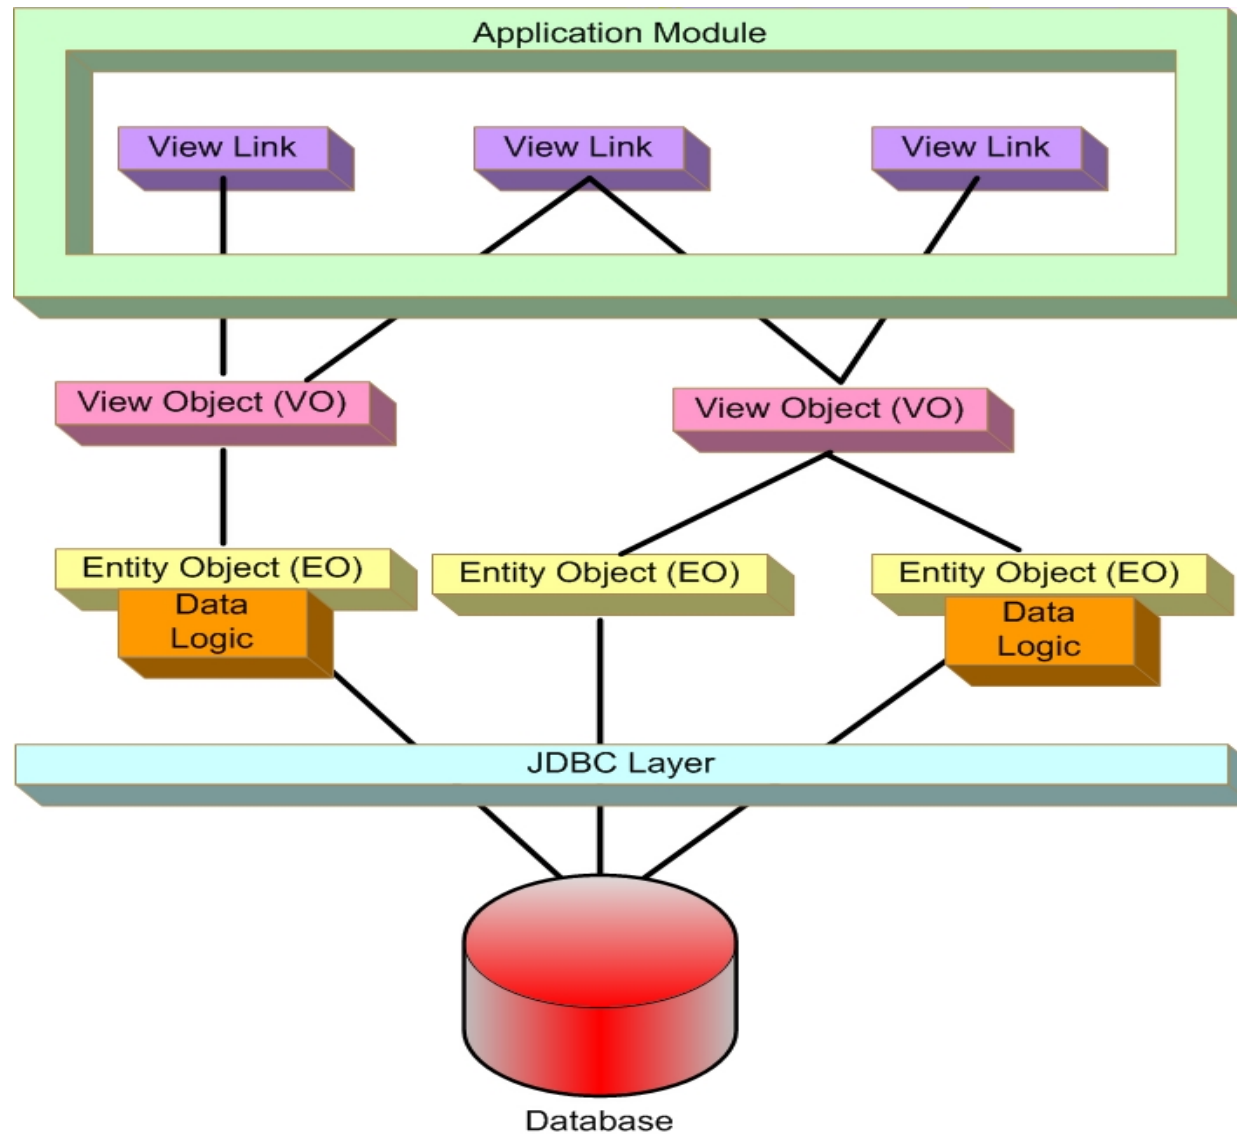 Application Module
View Link
View Link
View Link
View Object (VO)
View Object (VO)
Entity Object (EO)
Entity Object (EO)
Entity Object (EO)
Data
Logic
Data
Logic
JDBC Layer
Database